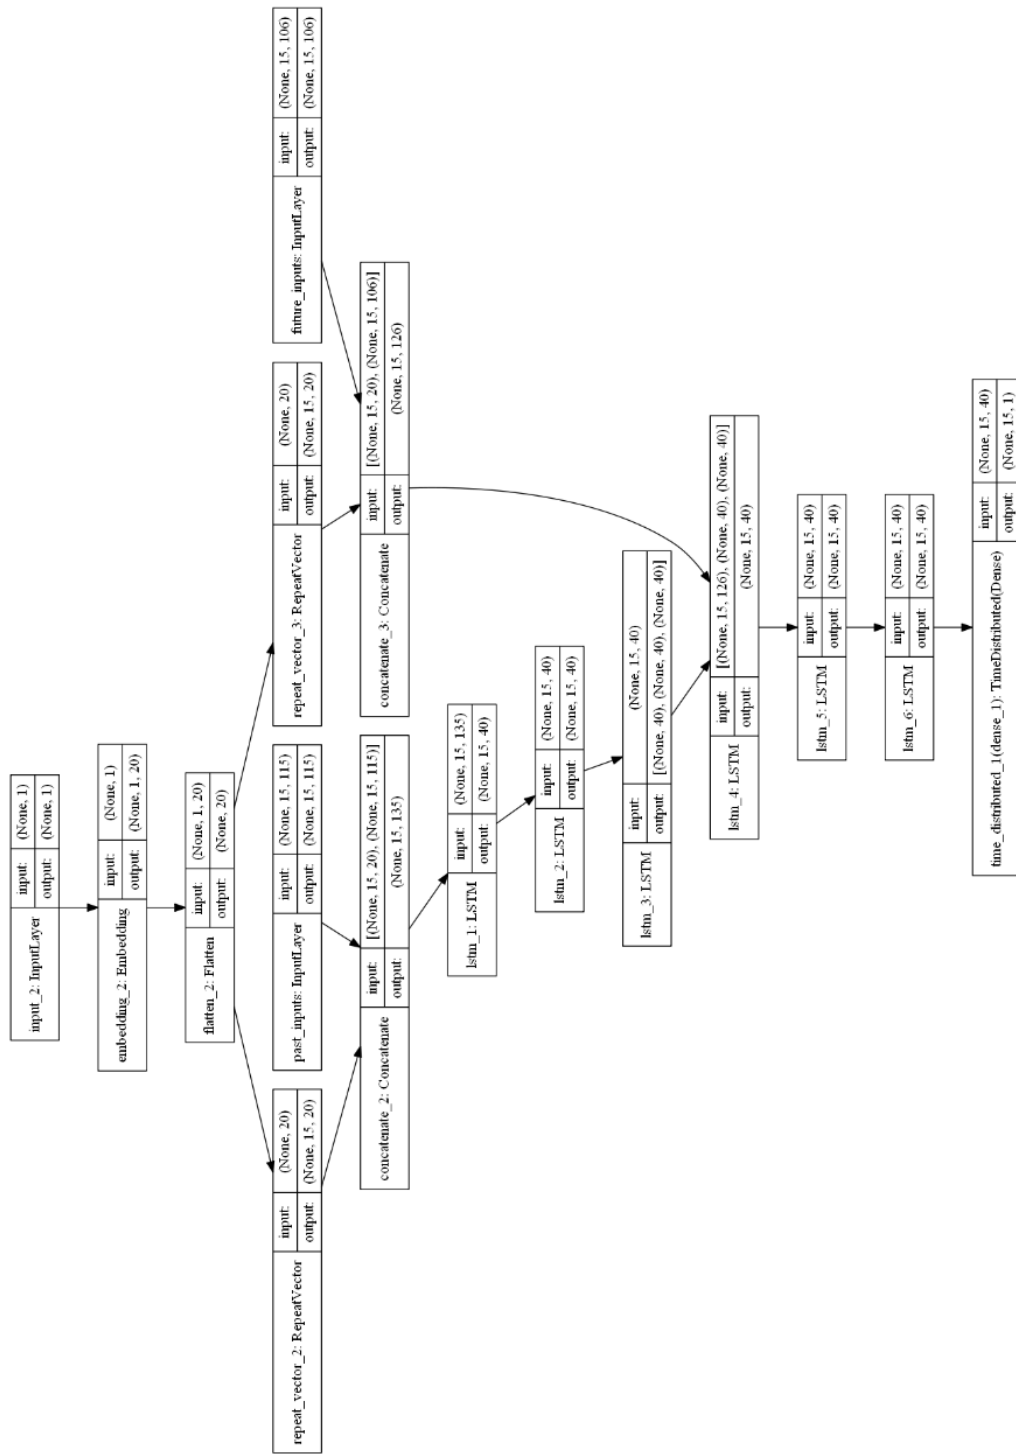 input_2: InputLayer
input:
(None, 1)
output:
(None, 1)
embedding_2: Embedding
input:
(None, 1)
output:
(None, 1, 20)
flatten_2: Flatten
input:
(None, 1, 20)
output:
(None, 20)
repeat_vector_2: RepeatVector
input:
(None, 20)
output:
(None, 15, 20)
past_inputs: InputLayer
input:
(None, 15, 115)
output:
(None, 15, 115)
repeat_vector_3: RepeatVector
input:
(None, 20)
output:
(None, 15, 20)
future_inputs: InputLayer
input:
(None, 15, 106)
output:
(None, 15, 106)
concatenate_2: Concatenate
input:
[(None, 15, 20), (None, 15, 115)]
output:
(None, 15, 135)
concatenate_3: Concatenate
input:
[(None, 15, 20), (None, 15, 106)]
output:
(None, 15, 126)
lstm_1: LSTM
input:
(None, 15, 135)
output:
(None, 15, 40)
lstm_2: LSTM
input:
(None, 15, 40)
output:
(None, 15, 40)
lstm_3: LSTM
input:
(None, 15, 40)
output:
[(None, 40), (None, 40), (None, 40)]
lstm_4: LSTM
input:
[(None, 15, 126), (None, 40), (None, 40)]
output:
(None, 15, 40)
lstm_5: LSTM
input:
(None, 15, 40)
output:
(None, 15, 40)
lstm_6: LSTM
input:
(None, 15, 40)
output:
(None, 15, 40)
time_distributed_1(dense_1): TimeDistributed(Dense)
input:
(None, 15, 40)
output:
(None, 15, 1)